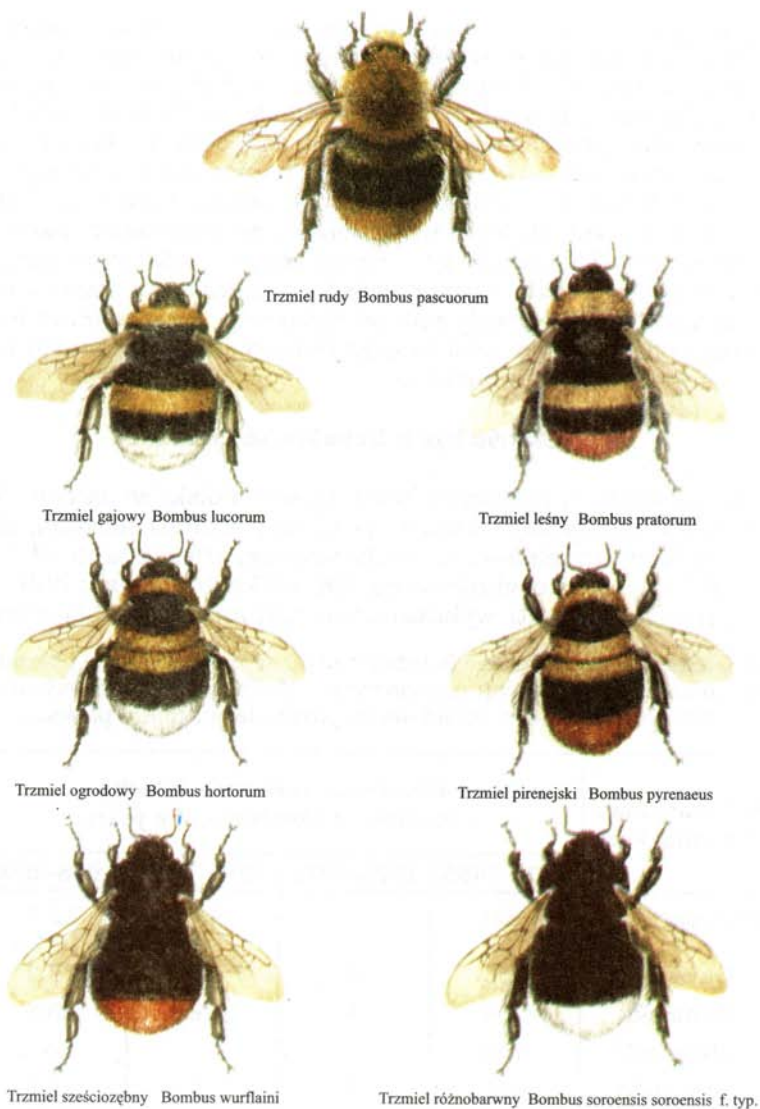 Trzmiel rudy Bombus pascuorum
Trzmiel gajowy Bombus lucorum
Trzmiel leśny Bombus pratorum
Trzmiel ogrodowy Bombus hortorum
Trzmiel pirenejski Bombus pyrenaeus
Trzmiel sześciozębny Bombus wurflaini
Trzmiel różnobarwny Bombus soroensis soroensis f. typ.